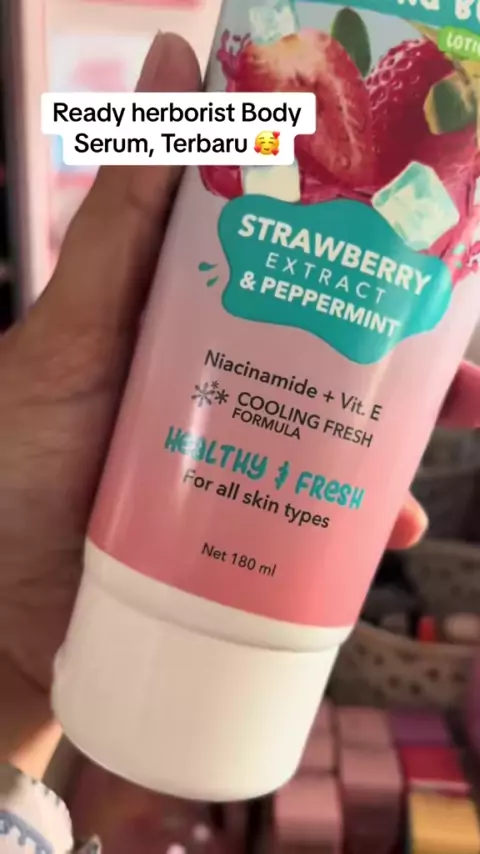 LOTI
Ready herborist Body
Serum, Terbaru 🥰
STRAWBERRY
EXTRACT
& PEPPERMINT
Niacinamide + Vit. E
COOLING FRESH
FORMULA
HEALTHY & FRESH
For all skin types
Net 180 ml